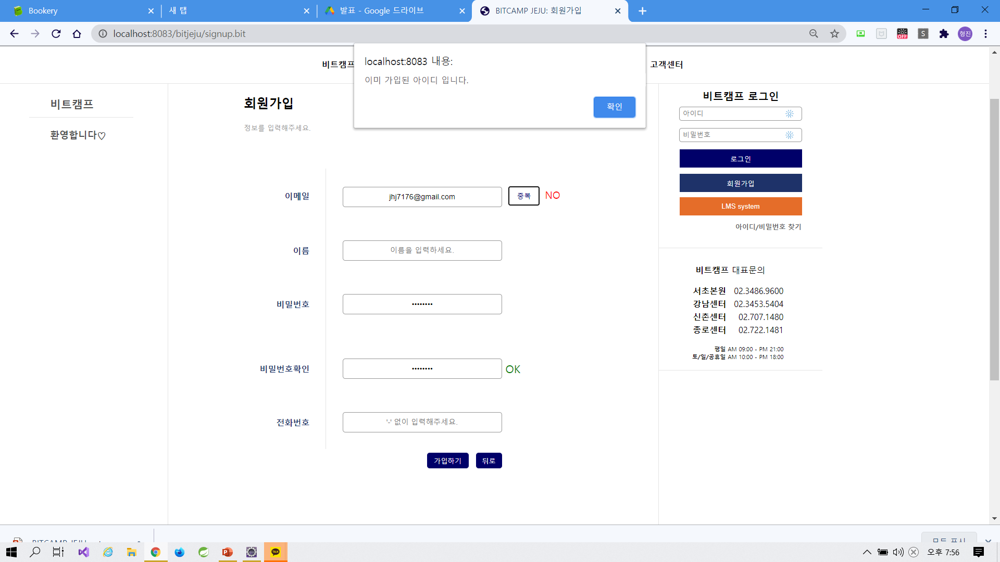 Bookery
새 탭
발표 - Google 드라이브
BITCAMP JEJU: 회원가입
localhost:8083/bitjeju/signup.bit
OFF
S
형진
비트캠프
고객센터
localhost:8083 내용:
이미 가입된 아이디 입니다.
확인
비트캠프
환영합니다♡
회원가입
정보를 입력해주세요.
이메일
jhj7176@gmail.com
중복
NO
이름
이름을 입력하세요.
비밀번호
••••••••
비밀번호확인
••••••••
OK
전화번호
'-' 없이 입력해주세요.
가입하기
뒤로
비트캠프 로그인
아이디
비밀번호
로그인
회원가입
LMS system
아이디/비밀번호 찾기
비트캠프 대표문의
서초본원 02.3486.9600
강남센터 02.3453.5404
신촌센터 02.707.1480
종로센터 02.722.1481
평일 AM 09:00 - PM 21:00
토/일/공휴일 AM 10:00 - PM 18:00
모두 표시
TALK
오후 7:56